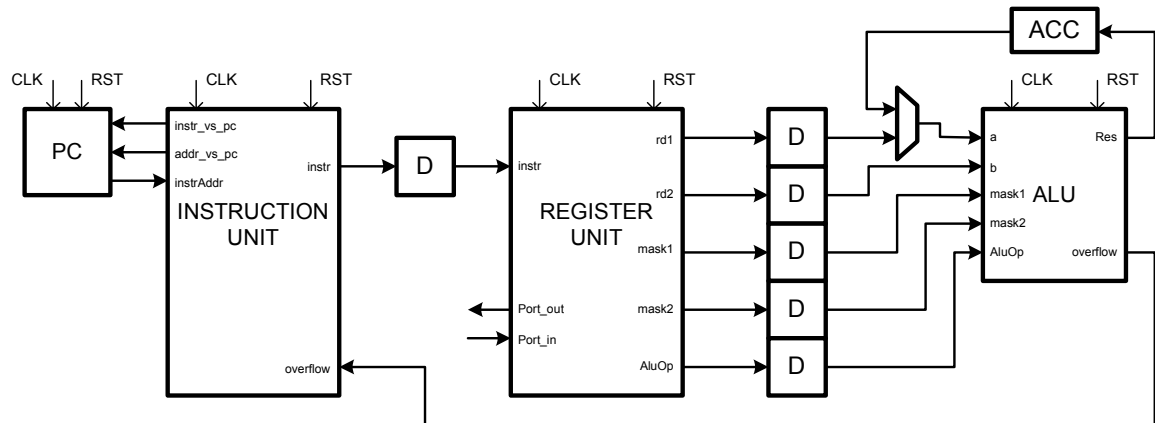 ACC
CLK
RST
CLK
RST
CLK
RST
CLK
RST
PC
instr_vs_pc
addr_vs_pc
instrAddr
instr
INSTRUCTION
UNIT
overflow
D
instr
REGISTER
UNIT
Port_out
Port_in
rd1
rd2
mask1
mask2
AluOp
D
D
D
D
D
a
b
mask1
mask2
AluOp
ALU
Res
overflow